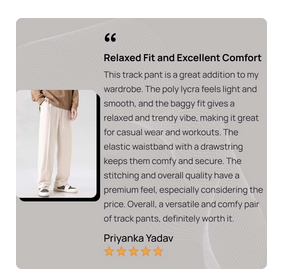 “
Relaxed Fit and Excellent Comfort
This track pant is a great addition to my
wardrobe. The poly lycra feels light and
smooth, and the baggy fit gives a
relaxed and trendy vibe, making it great
for casual wear and workouts. The
elastic waistband with a drawstring
keeps them comfy and secure. The
stitching and overall quality have a
premium feel, especially considering the
price. Overall, a versatile and comfy pair
of track pants, definitely worth it.
Priyanka Yadav